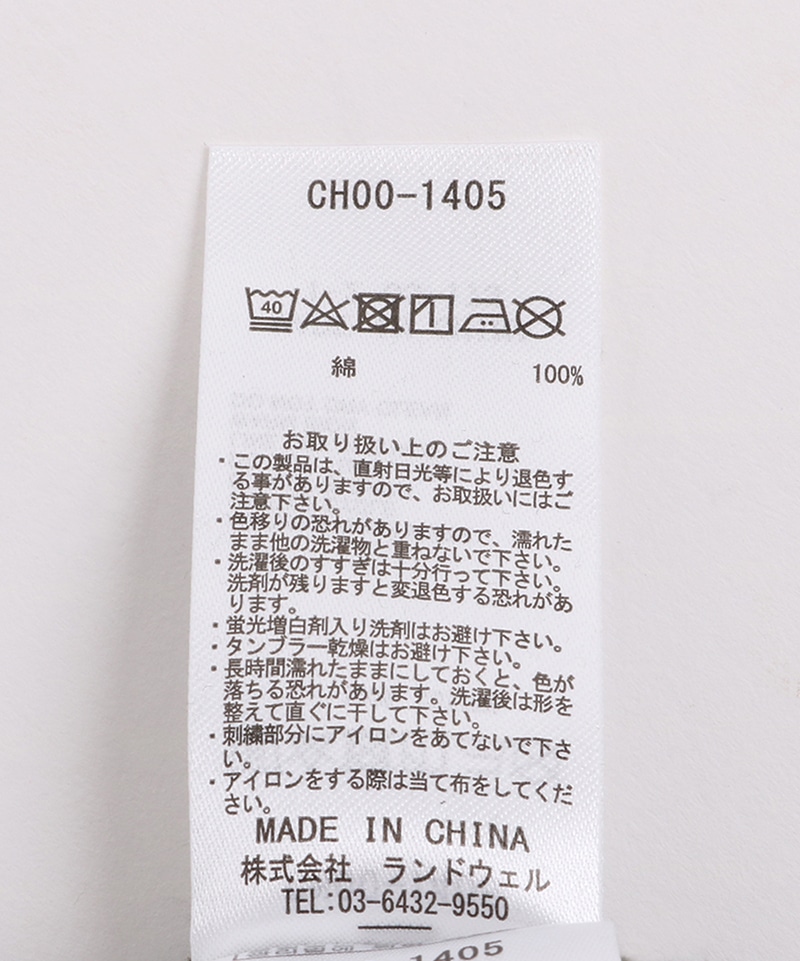 CH00-1405
40
綿 100%
お取り扱い上のご注意
・この製品は、直射日光等により退色す
る事がありますので、お取扱いにはご
注意下さい。
・色移りの恐れがありますので、濡れた
まま他の洗濯物と重ねないで下さい。
・洗濯後のすすぎは十分行って下さい。
洗剤が残りますと変退色する恐れがあ
ります。
・蛍光増白剤入り洗剤はお避け下さい。
・タンブラー乾燥はお避け下さい。
・長時間濡れたままにしておくと、色が
落ちる恐れがあります。洗濯後は形を
整えて直ぐに干して下さい。
・刺繍部分にアイロンをあてないで下さ
い。
・アイロンをする際は当て布をしてくだ
さい。
MADE IN CHINA
株式会社 ランドウェル
TEL:03-6432-9550
1405